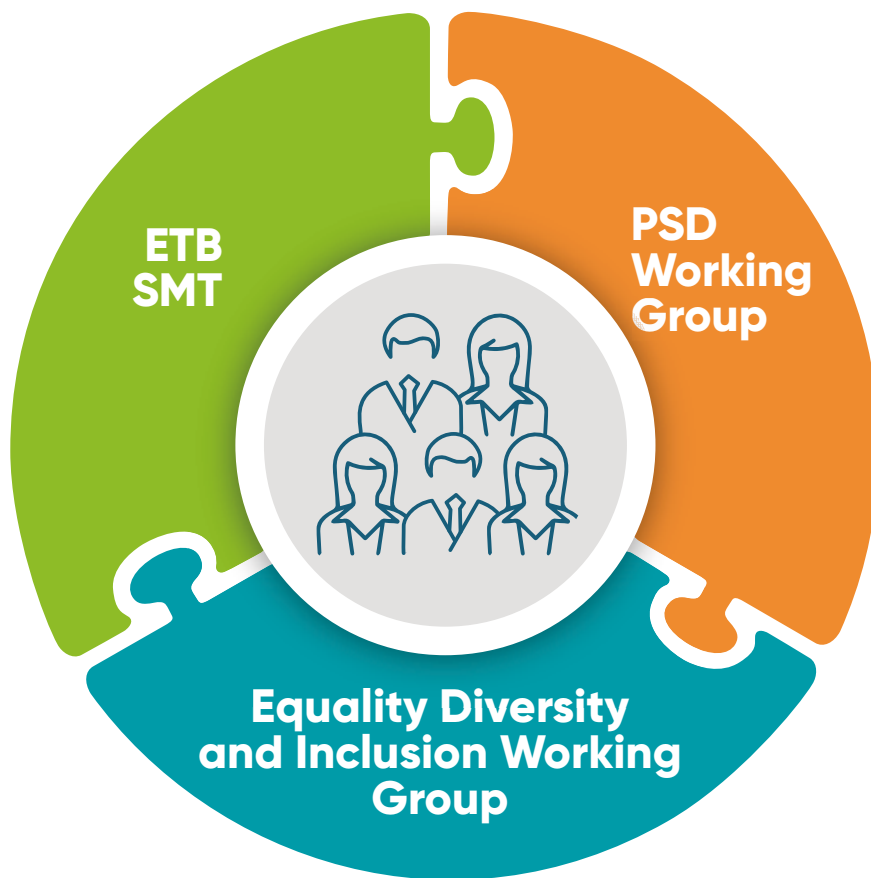 ETB
SMT
PSD
Working
Group
Equality Diversity
and Inclusion Working
Group